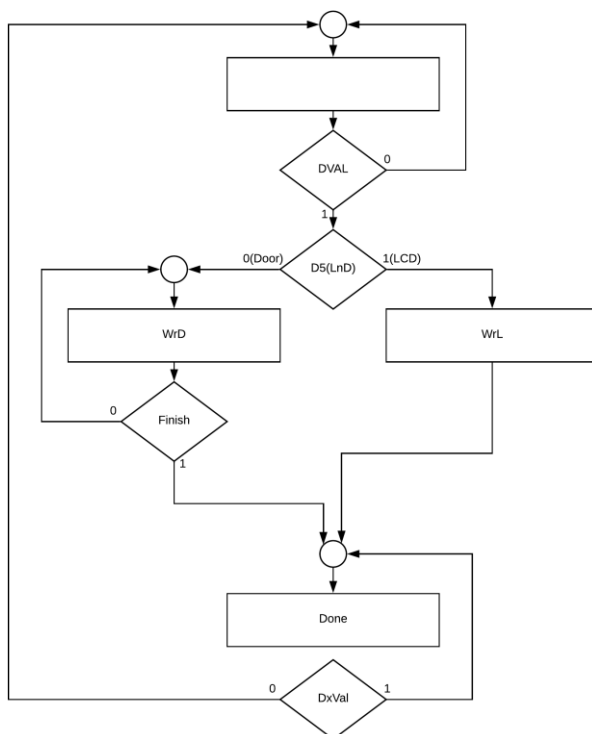 DVAL
0
1
0(Door)
D5(LnD)
1(LCD)
WrD
WrL
0
Finish
1
Done
0
DxVal
1